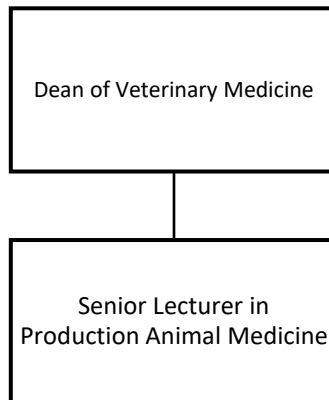 Dean of Veterinary Medicine
Senior Lecturer in
Production Animal Medicine